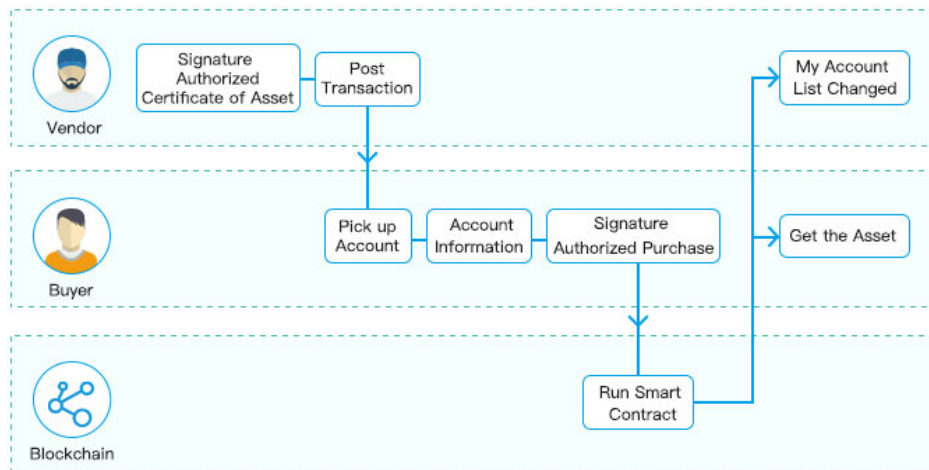 Signature
Authorized
Certificate of Asset
Post
Transaction
My Account
List Changed
Vendor
Pick up
Account
Account
Information
Signature
Authorized Purchase
Get the Asset
Buyer
Run Smart
Contract
Blockchain